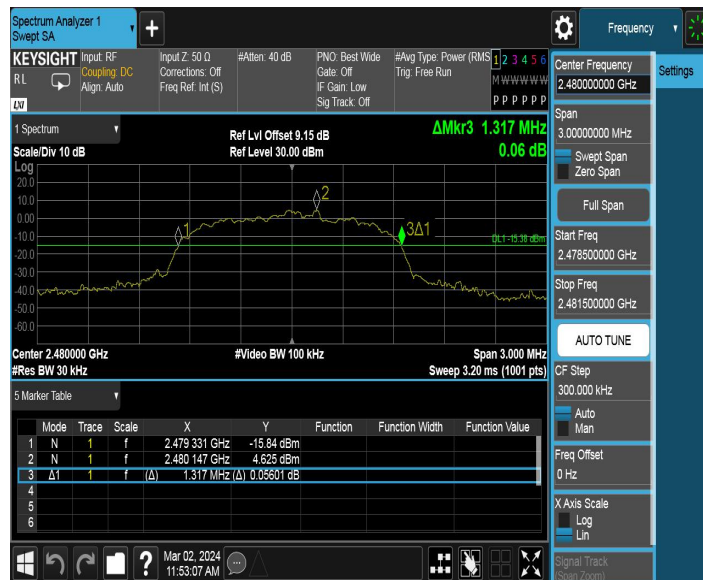 Spectrum Analyzer 1
Swept SA
+
Frequency
KEYSIGHT
RL
LXI
Input: RF
Coupling: DC
Align: Auto
Input Z: 50 Ω
Corrections: Off
Freq Ref: Int (S)
#Atten: 40 dB
PNO: Best Wide
Gate: Off
IF Gain: Low
Sig Track: Off
#Avg Type: Power (RMS
Trig: Free Run
1 2 3 4 5 6
M W W W W W
P P P P P P
Center Frequency
2.480000000 GHz
Settings
Span
3.00000000 MHz
Swept Span
Zero Span
Full Span
Start Freq
2.478500000 GHz
Stop Freq
2.481500000 GHz
AUTO TUNE
CF Step
300.000 kHz
Auto
Man
Freq Offset
0 Hz
X Axis Scale
Log
Lin
Signal Track
(Span Zoom)
1 Spectrum
Scale/Div 10 dB
Ref Lvl Offset 9.15 dB
Ref Level 30.00 dBm
ΔMkr3 1.317 MHz
0.06 dB
Log
20.0
10.0
0.00
-10.0
-20.0
-30.0
-40.0
-50.0
-60.0
1
2
3Δ1
DL1 -15.38 dBm
Center 2.480000 GHz
#Video BW 100 kHz
Span 3.000 MHz
#Res BW 30 kHz
Sweep 3.20 ms (1001 pts)
5 Marker Table
Mode Trace Scale X Y Function Function Width Function Value
1 N 1 f 2.479 331 GHz -15.84 dBm
2 N 1 f 2.480 147 GHz 4.625 dBm
3 Δ1 1 f (Δ) 1.317 MHz (Δ) 0.05601 dB
4
5
6
?
Mar 02, 2024
11:53:07 AM